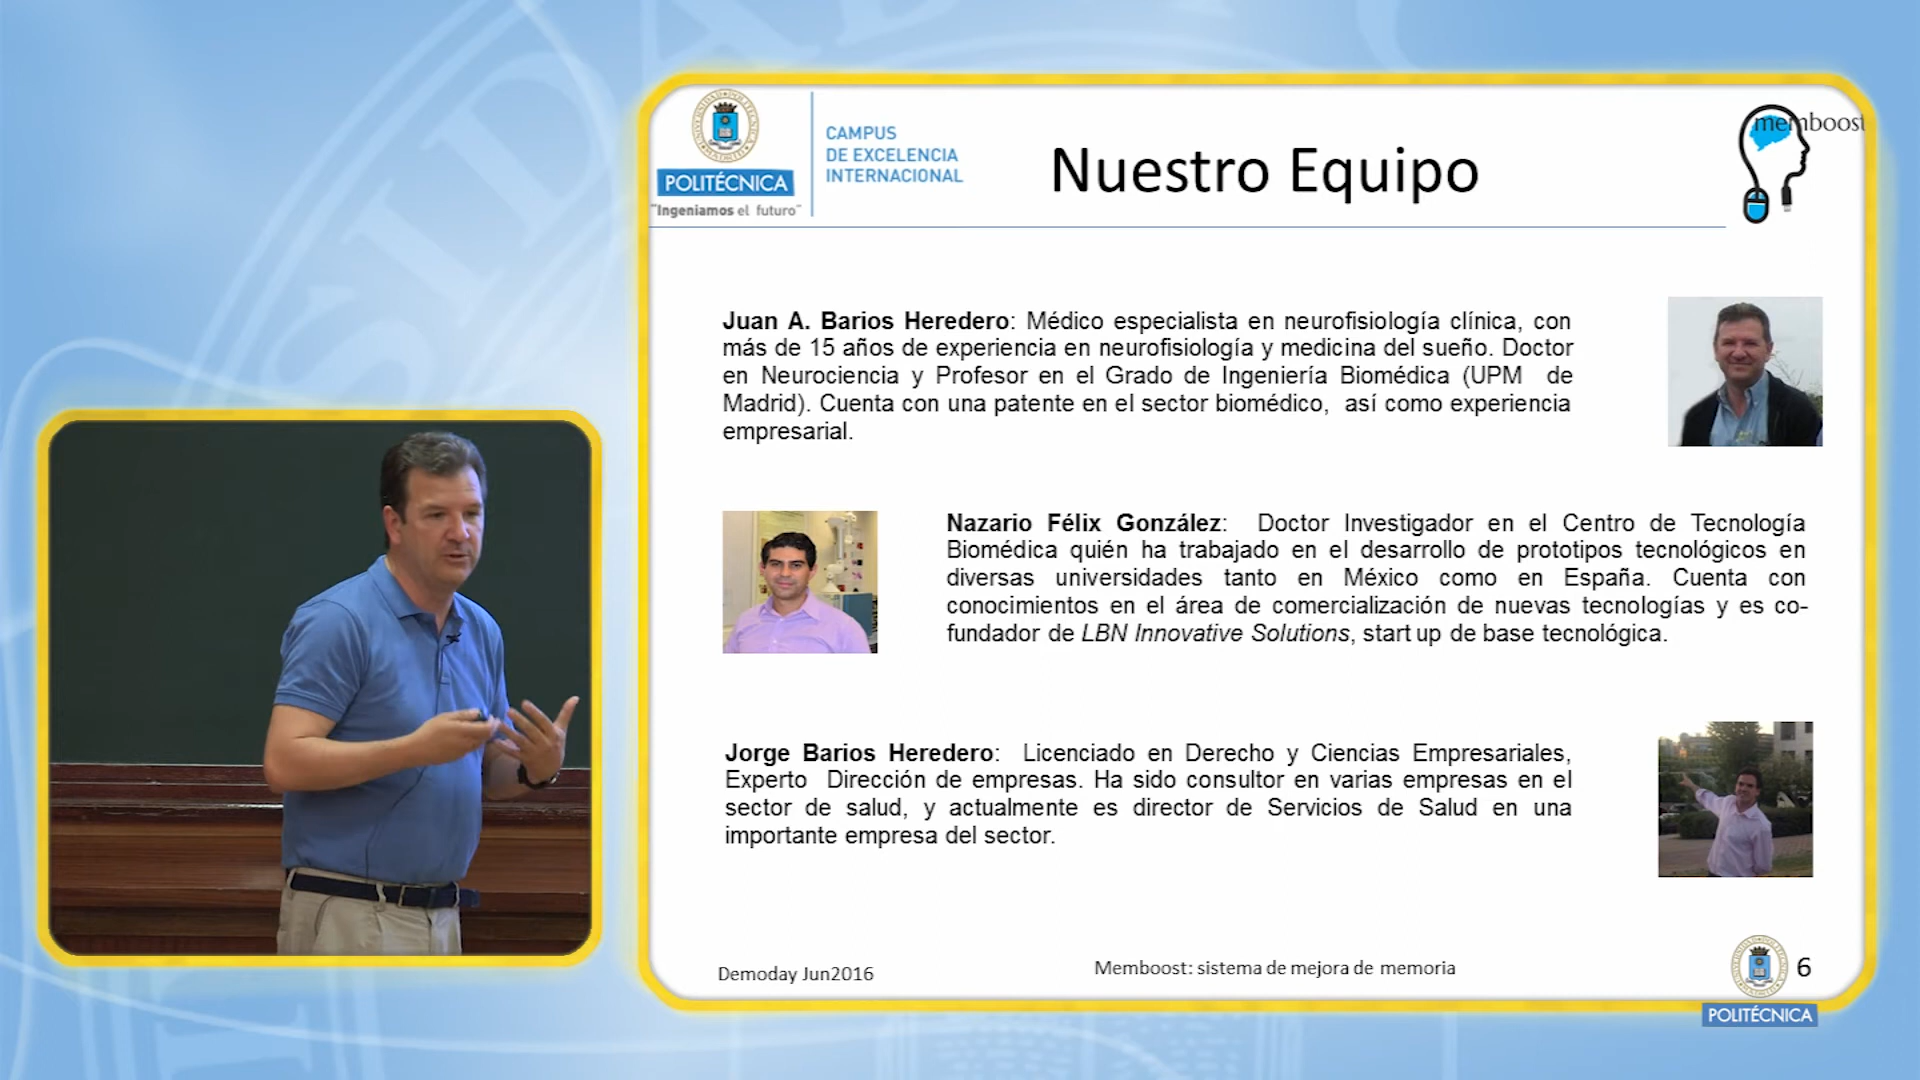 UNIVERSIDAD POLITÉCNICA DE MADRID
POLITÉCNICA
"Ingeniamos el futuro"
CAMPUS
DE EXCELENCIA
INTERNACIONAL
Nuestro Equipo
memboost
Juan A. Barios Heredero: Médico especialista en neurofisiología clínica, con
más de 15 años de experiencia en neurofisiología y medicina del sueño. Doctor
en Neurociencia y Profesor en el Grado de Ingeniería Biomédica (UPM de
Madrid). Cuenta con una patente en el sector biomédico, así como experiencia
empresarial.
Nazario Félix González: Doctor Investigador en el Centro de Tecnología
Biomédica quién ha trabajado en el desarrollo de prototipos tecnológicos en
diversas universidades tanto en México como en España. Cuenta con
conocimientos en el área de comercialización de nuevas tecnologías y es co-
fundador de LBN Innovative Solutions, start up de base tecnológica.
Jorge Barios Heredero: Licenciado en Derecho y Ciencias Empresariales,
Experto Dirección de empresas. Ha sido consultor en varias empresas en el
sector de salud, y actualmente es director de Servicios de Salud en una
importante empresa del sector.
Demoday Jun2016
Memboost: sistema de mejora de memoria
6
POLITÉCNICA